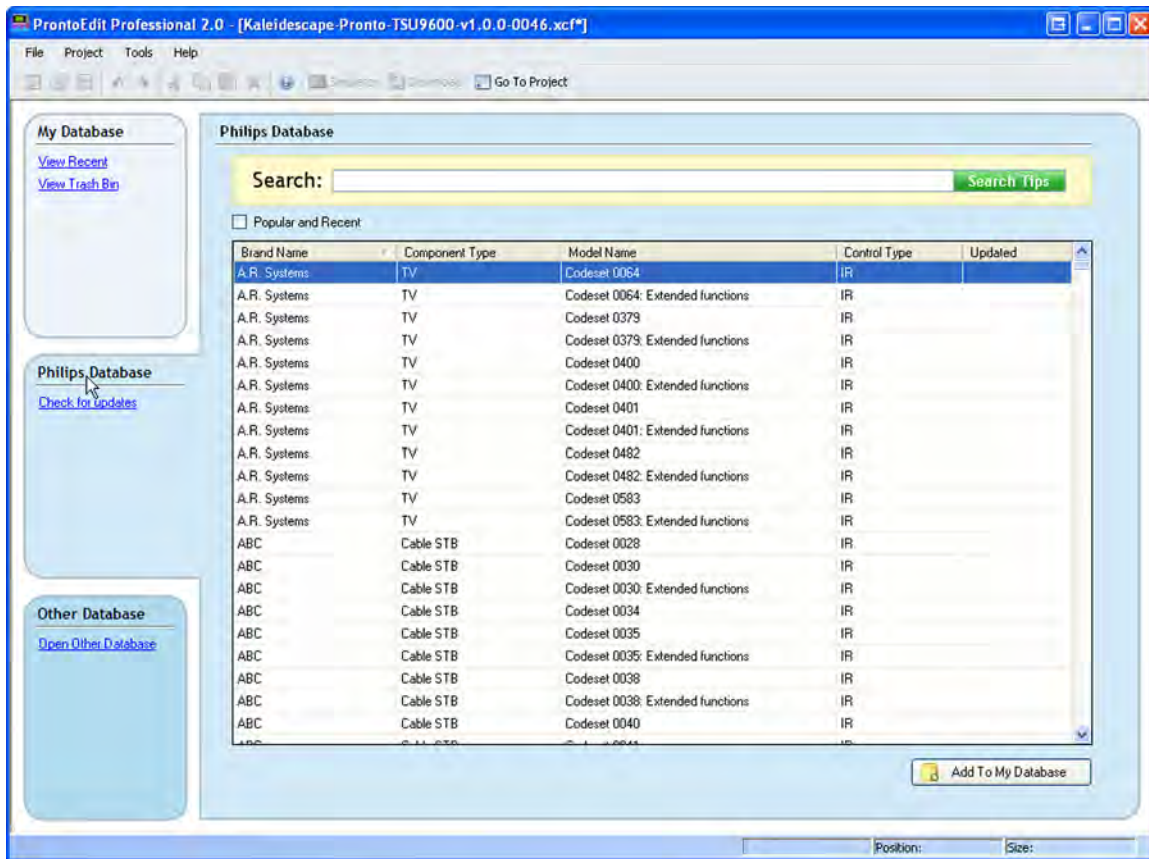 ProntoEdit Professional 2.0 - [Kaleidescape-Pronto-TSU9600-v1.0.0-0046.xcf*]
File Project Tools Help
Go To Project
My Database
View Recent
View Trash Bin
Philips Database
Check for updates
Other Database
Open Other Database
Philips Database
Search:
Search Tips
Popular and Recent
Brand Name Component Type Model Name Control Type Updated
A.R. Systems TV Codeset 0064 IR
A.R. Systems TV Codeset 0064: Extended functions IR
A.R. Systems TV Codeset 0379 IR
A.R. Systems TV Codeset 0379: Extended functions IR
A.R. Systems TV Codeset 0400 IR
A.R. Systems TV Codeset 0400: Extended functions IR
A.R. Systems TV Codeset 0401 IR
A.R. Systems TV Codeset 0401: Extended functions IR
A.R. Systems TV Codeset 0482 IR
A.R. Systems TV Codeset 0482: Extended functions IR
A.R. Systems TV Codeset 0583 IR
A.R. Systems TV Codeset 0583: Extended functions IR
ABC Cable STB Codeset 0028 IR
ABC Cable STB Codeset 0030 IR
ABC Cable STB Codeset 0030: Extended functions IR
ABC Cable STB Codeset 0034 IR
ABC Cable STB Codeset 0035 IR
ABC Cable STB Codeset 0035: Extended functions IR
ABC Cable STB Codeset 0038 IR
ABC Cable STB Codeset 0038: Extended functions IR
ABC Cable STB Codeset 0040 IR
Add To My Database
Position: Size: